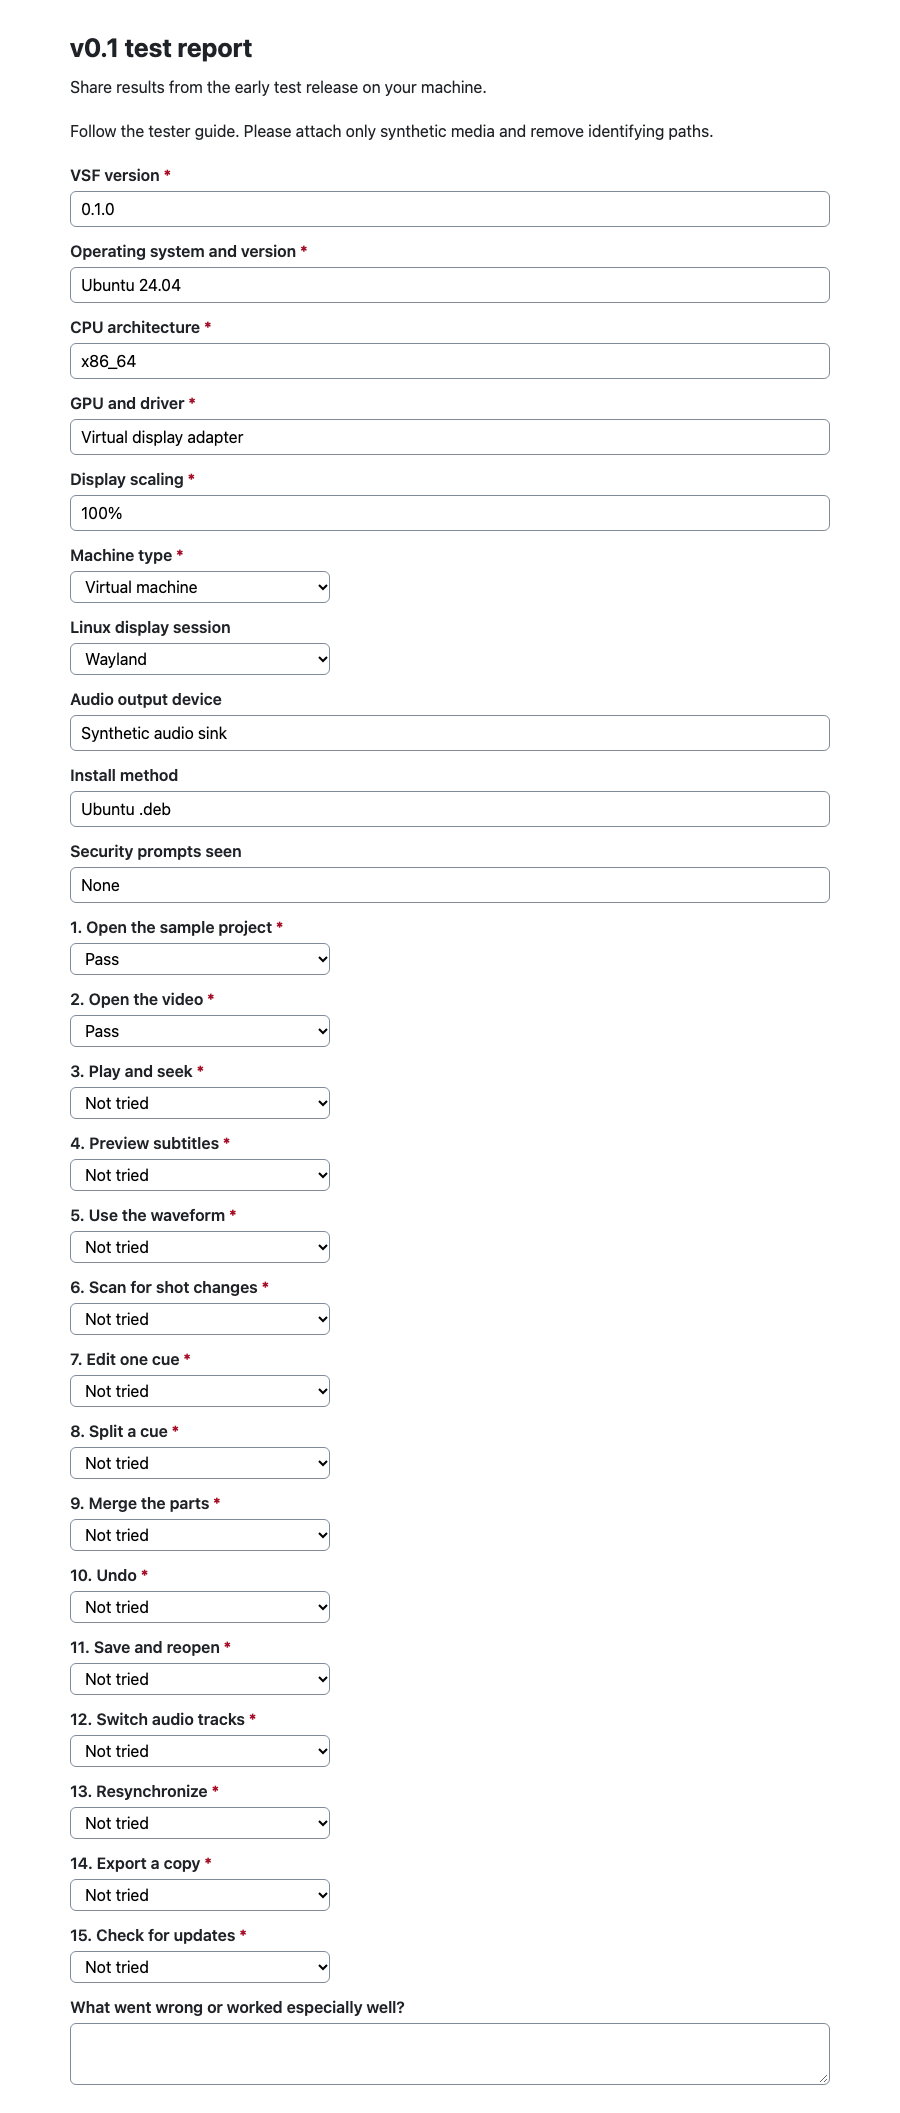 v0.1 test report
Share results from the early test release on your machine.
Follow the tester guide. Please attach only synthetic media and remove identifying paths.
VSF version *
0.1.0
Operating system and version *
Ubuntu 24.04
CPU architecture *
x86_64
GPU and driver *
Virtual display adapter
Display scaling *
100%
Machine type *
Virtual machine
Linux display session
Wayland
Audio output device
Synthetic audio sink
Install method
Ubuntu .deb
Security prompts seen
None
1. Open the sample project *
Pass
2. Open the video *
Pass
3. Play and seek *
Not tried
4. Preview subtitles *
Not tried
5. Use the waveform *
Not tried
6. Scan for shot changes *
Not tried
7. Edit one cue *
Not tried
8. Split a cue *
Not tried
9. Merge the parts *
Not tried
10. Undo *
Not tried
11. Save and reopen *
Not tried
12. Switch audio tracks *
Not tried
13. Resynchronize *
Not tried
14. Export a copy *
Not tried
15. Check for updates *
Not tried
What went wrong or worked especially well?